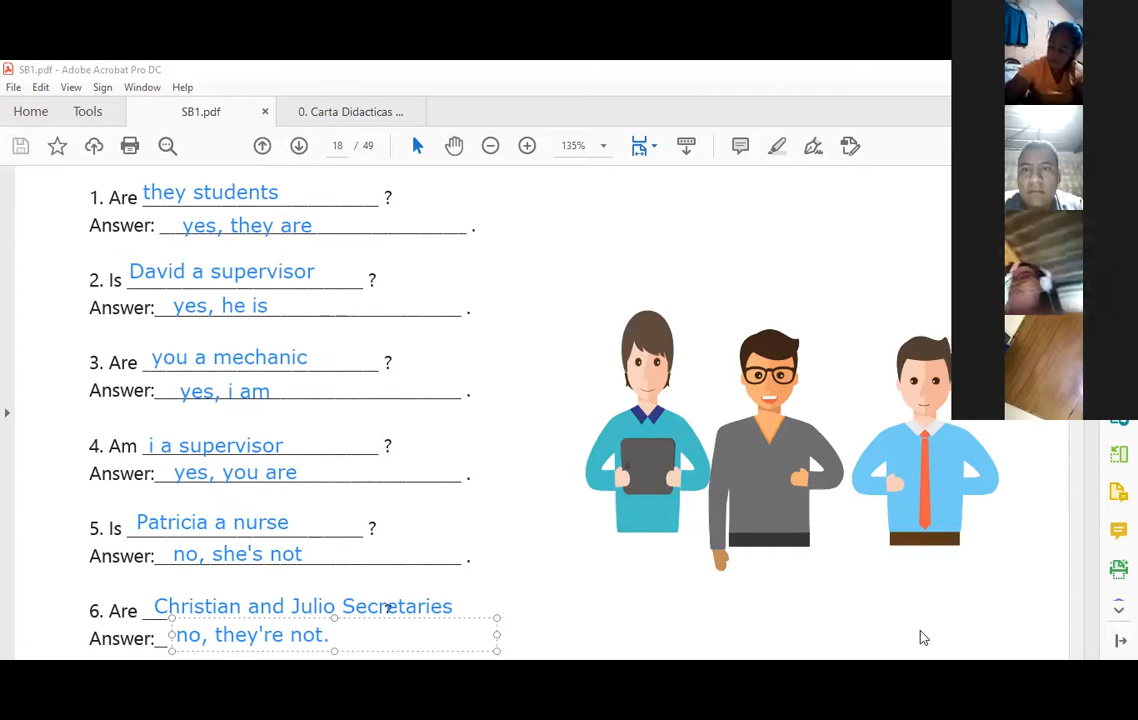 SB1.pdf - Adobe Acrobat Pro DC
File Edit View Sign Window Help
Home Tools SB1.pdf × 0. Carta Didacticas ...
18 / 49 135%
1. Are they students ?
Answer: yes, they are .
2. Is David a supervisor ?
Answer: yes, he is .
3. Are you a mechanic ?
Answer: yes, i am .
4. Am i a supervisor ?
Answer: yes, you are .
5. Is Patricia a nurse ?
Answer: no, she's not .
6. Are Christian and Julio Secretaries ?
Answer: no, they're not.